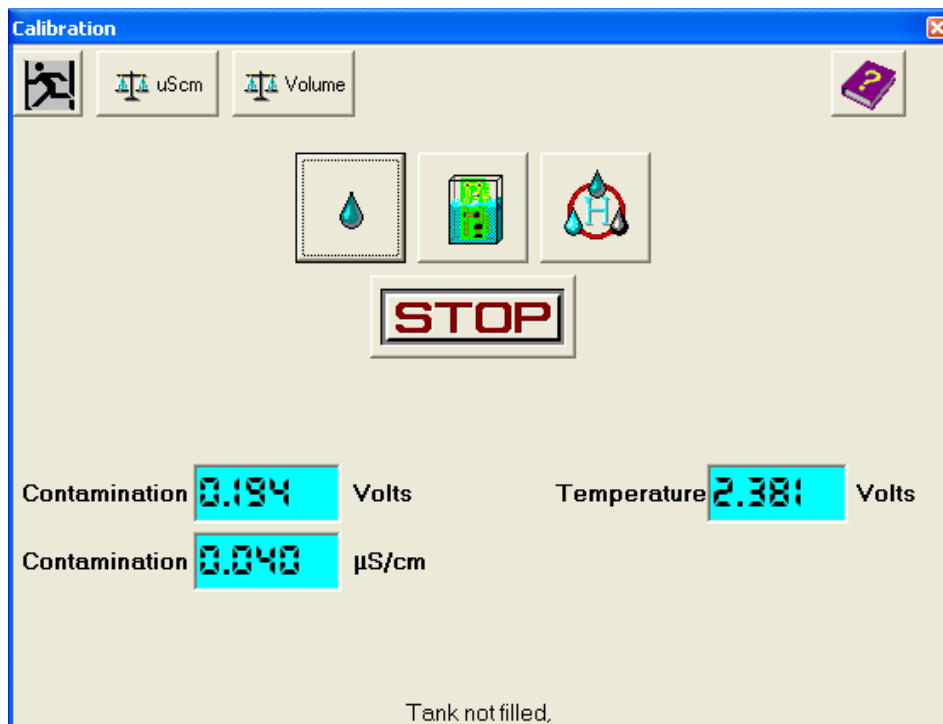 Calibration
uScm Volume ?
H
STOP
Contamination 0.194 Volts Temperature 2.381 Volts
Contamination 0.040 µS/cm
Tank not filled,